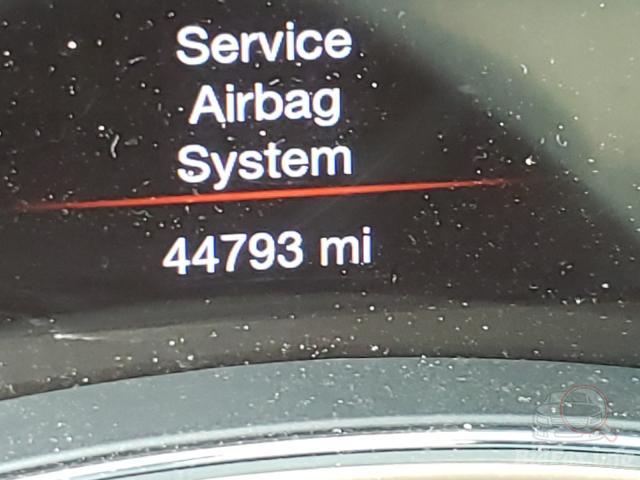 Service
Airbag
System
44793 mi